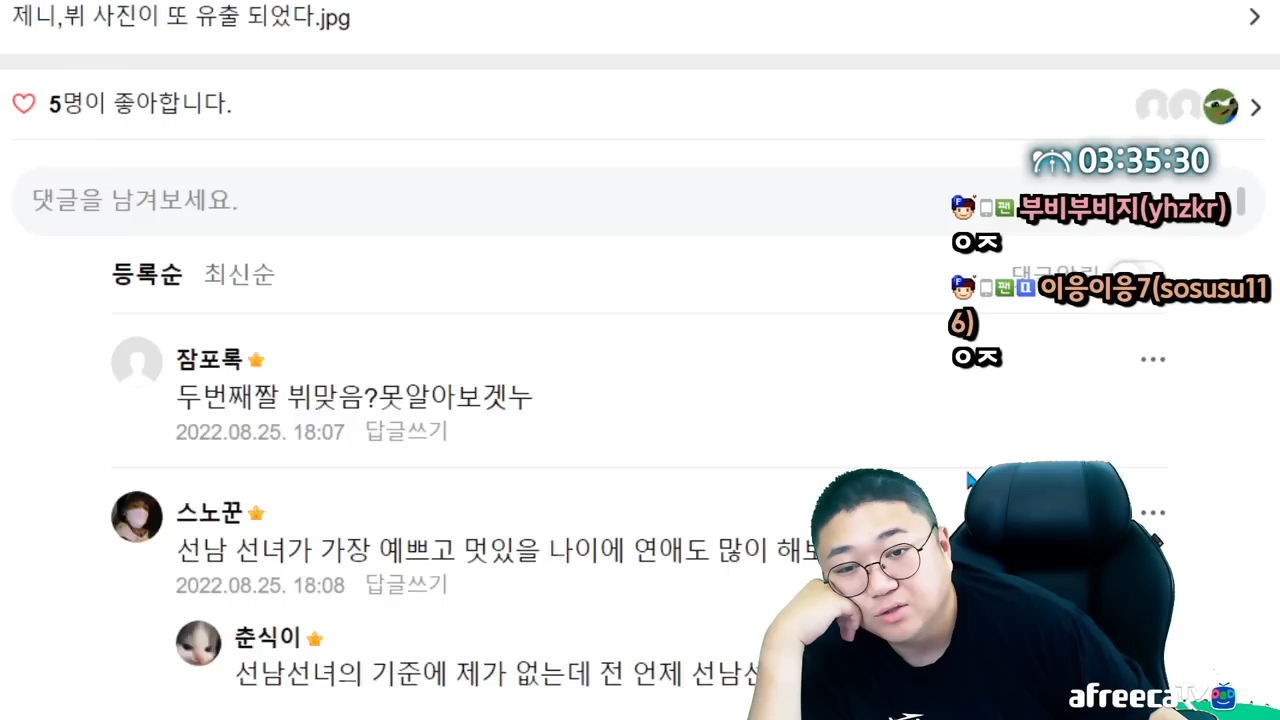 제니,뷔 사진이 또 유출 되었다.jpg
5명이 좋아합니다.
03:35:30
댓글을 남겨보세요.
팬 부비부비지(yhzkr)
ㅇㅈ
등록순 최신순
팬 이응이응7(sosusu11
6)
ㅇㅈ
잠포록
두번째짤 뷔맞음?못알아보겟누
2022.08.25. 18:07 답글쓰기
스노꾼
선남 선녀가 가장 예쁘고 멋있을 나이에 연애도 많이
2022.08.25. 18:08 답글쓰기
춘식이
선남선녀의 기준에 제가 없는데 전 언제
afreecaTV